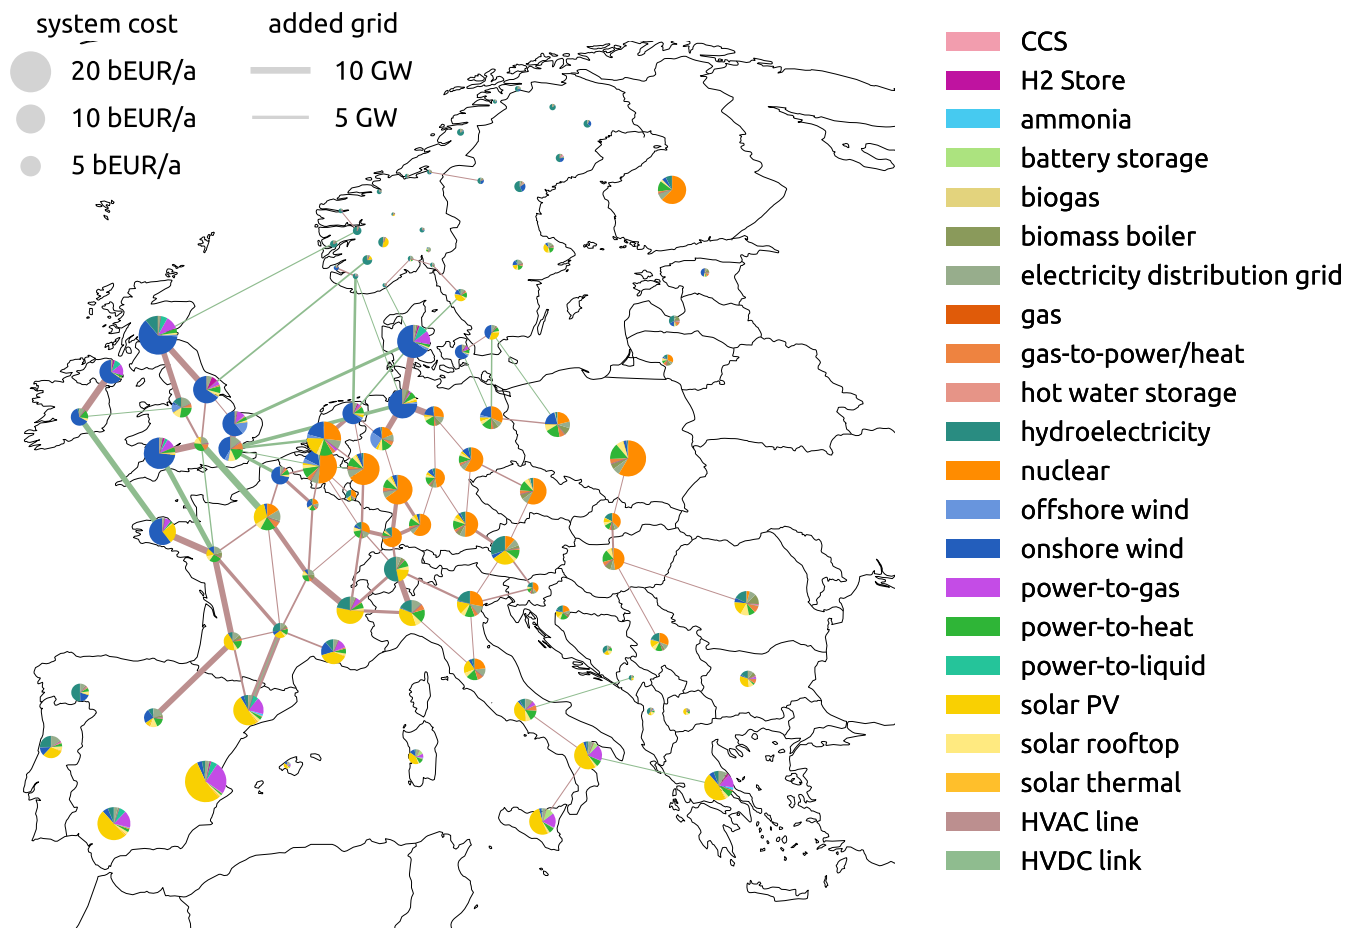 system cost
added grid
20 bEUR/a
10 GW
10 bEUR/a
5 GW
5 bEUR/a
CCS
H2 Store
ammonia
battery storage
biogas
biomass boiler
electricity distribution grid
gas
gas-to-power/heat
hot water storage
hydroelectricity
nuclear
offshore wind
onshore wind
power-to-gas
power-to-heat
power-to-liquid
solar PV
solar rooftop
solar thermal
HVAC line
HVDC link